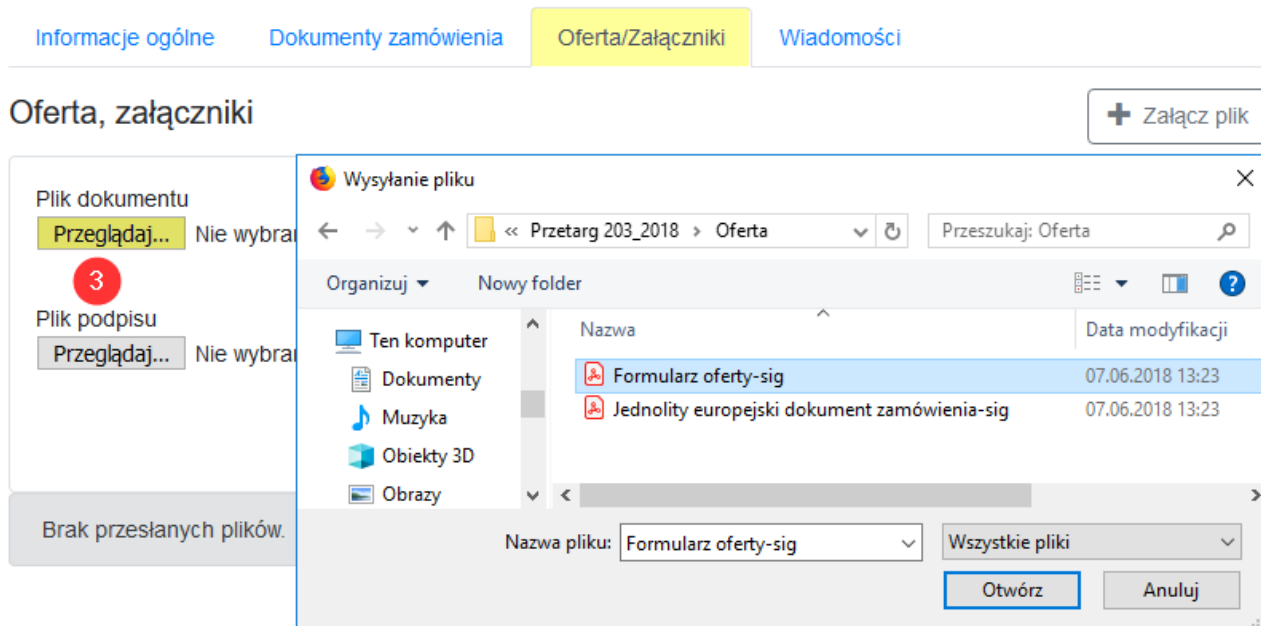 Informacje ogólne Dokumenty zamówienia Oferta/Załączniki Wiadomości
Oferta, załączniki
+ Załącz plik
Plik dokumentu
Przeglądaj... Nie wybran
3
Plik podpisu
Przeglądaj... Nie wybran
Brak przesłanych plików.
Wysyłanie pliku
« Przetarg 203_2018 > Oferta
Przeszukaj: Oferta
Organizuj Nowy folder
?
Ten komputer
Dokumenty
Muzyka
Obiekty 3D
Obrazy
Nazwa Data modyfikacji
Formularz oferty-sig 07.06.2018 13:23
Jednolity europejski dokument zamówienia-sig 07.06.2018 13:23
Nazwa pliku: Formularz oferty-sig Wszystkie pliki
Otwórz Anuluj